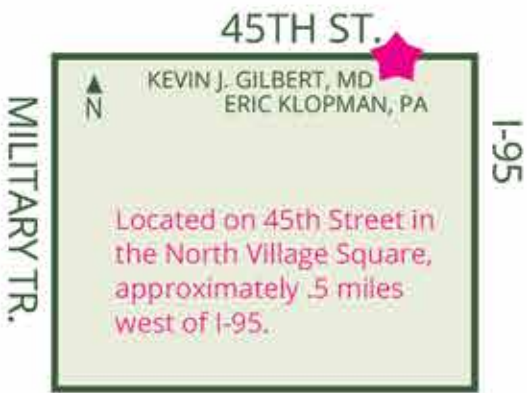 45TH ST.
KEVIN J. GILBERT, MD
ERIC KLOPMAN, PA
N
MILITARY TR.
I-95
Located on 45th Street in
the North Village Square,
approximately .5 miles
west of I-95.